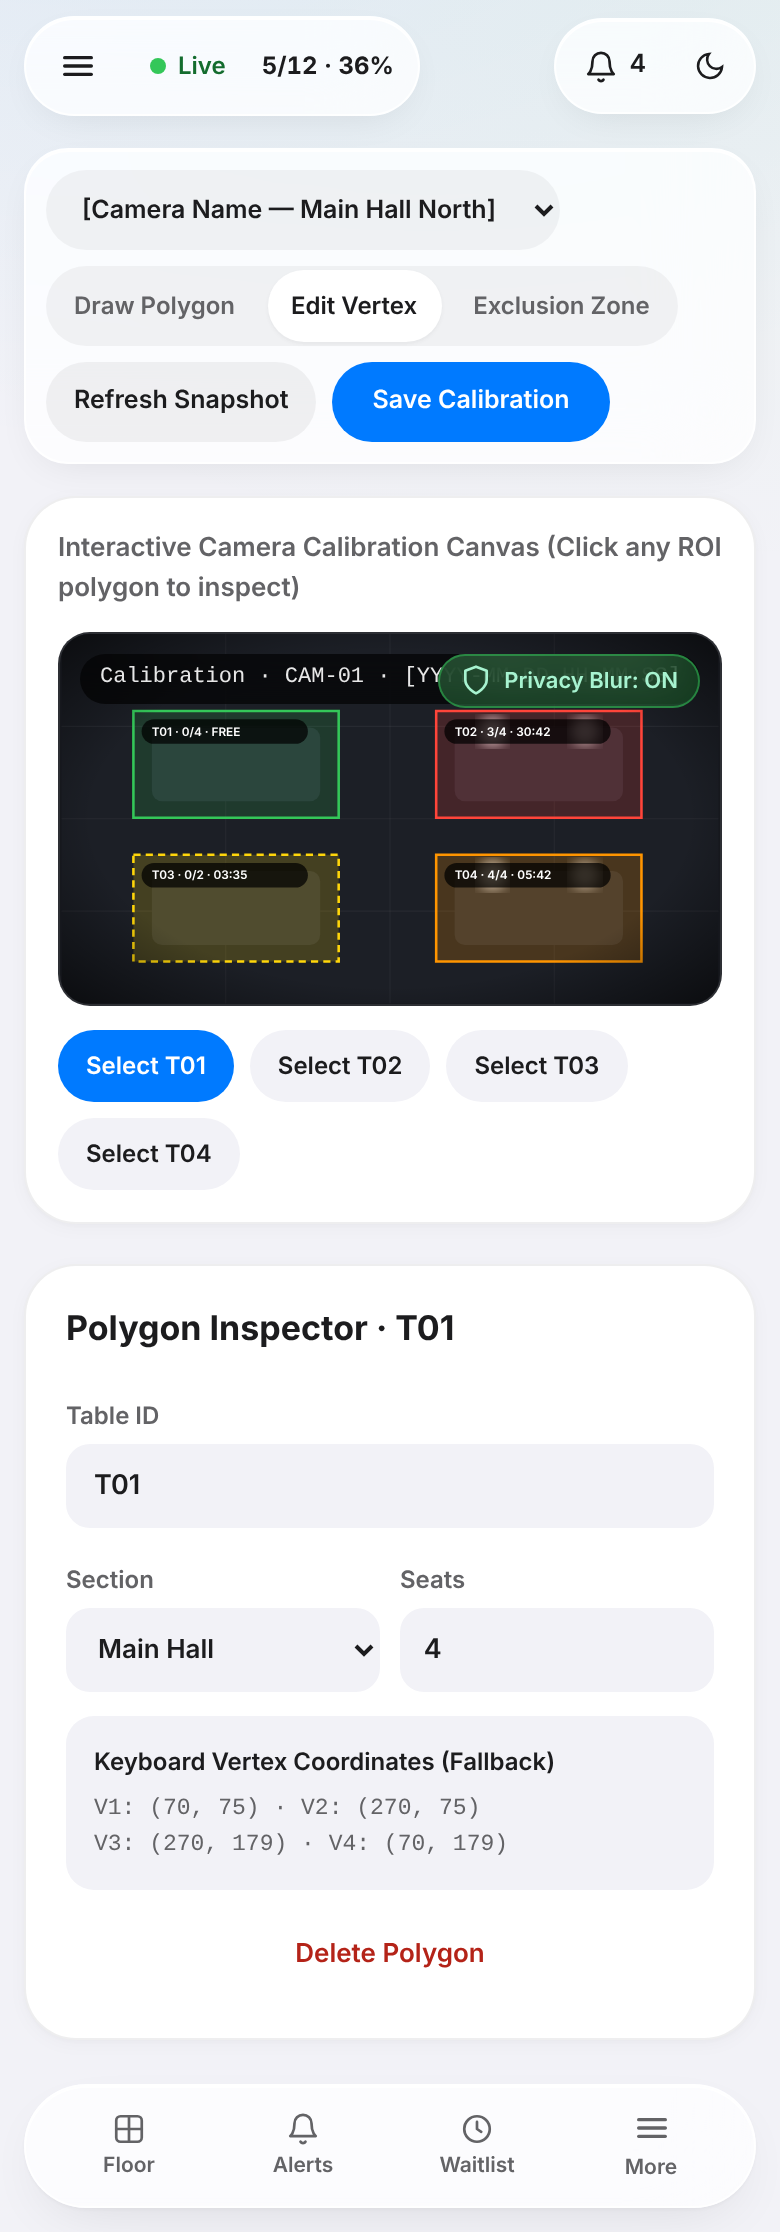 Live 5/12 · 36%
4
[Camera Name — Main Hall North]
Draw Polygon Edit Vertex Exclusion Zone
Refresh Snapshot Save Calibration
Interactive Camera Calibration Canvas (Click any ROI
polygon to inspect)
Calibration · CAM-01 ·
Privacy Blur: ON
T01 · 0/4 · FREE
T02 · 3/4 · 30:42
T03 · 0/2 · 03:35
T04 · 4/4 · 05:42
Select T01 Select T02 Select T03
Select T04
Polygon Inspector · T01
Table ID
T01
Section Seats
Main Hall 4
Keyboard Vertex Coordinates (Fallback)
V1: (70, 75) · V2: (270, 75)
V3: (270, 179) · V4: (70, 179)
Delete Polygon
Floor Alerts Waitlist More